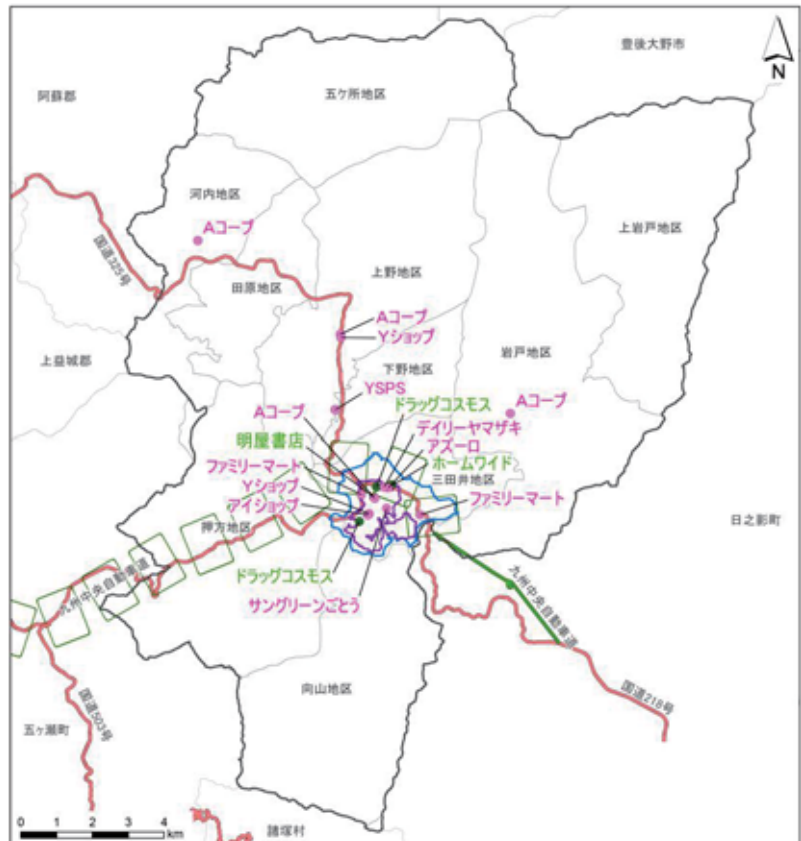 豊後大野市
N
阿蘇郡
五ケ所地区
河内地区
Aコープ
上岩戸地区
国道325号
上野地区
田原地区
Aコープ
Yショップ
上益城郡
下野地区
岩戸地区
YSPS
Aコープ
ドラッグコスモス
Aコープ
デイリーヤマザキ
明屋書店
アズーロ
ファミリーマート
ホームワイド
三田井地区
Yショップ
ファミリーマート
アイショップ
押方地区
日之影町
九州中央自動車道
ドラッグコスモス
九州中央自動車道
サングリーンごとう
向山地区
国道218号
国道503号
五ヶ瀬町
0 1 2 3 4
km
諸塚村